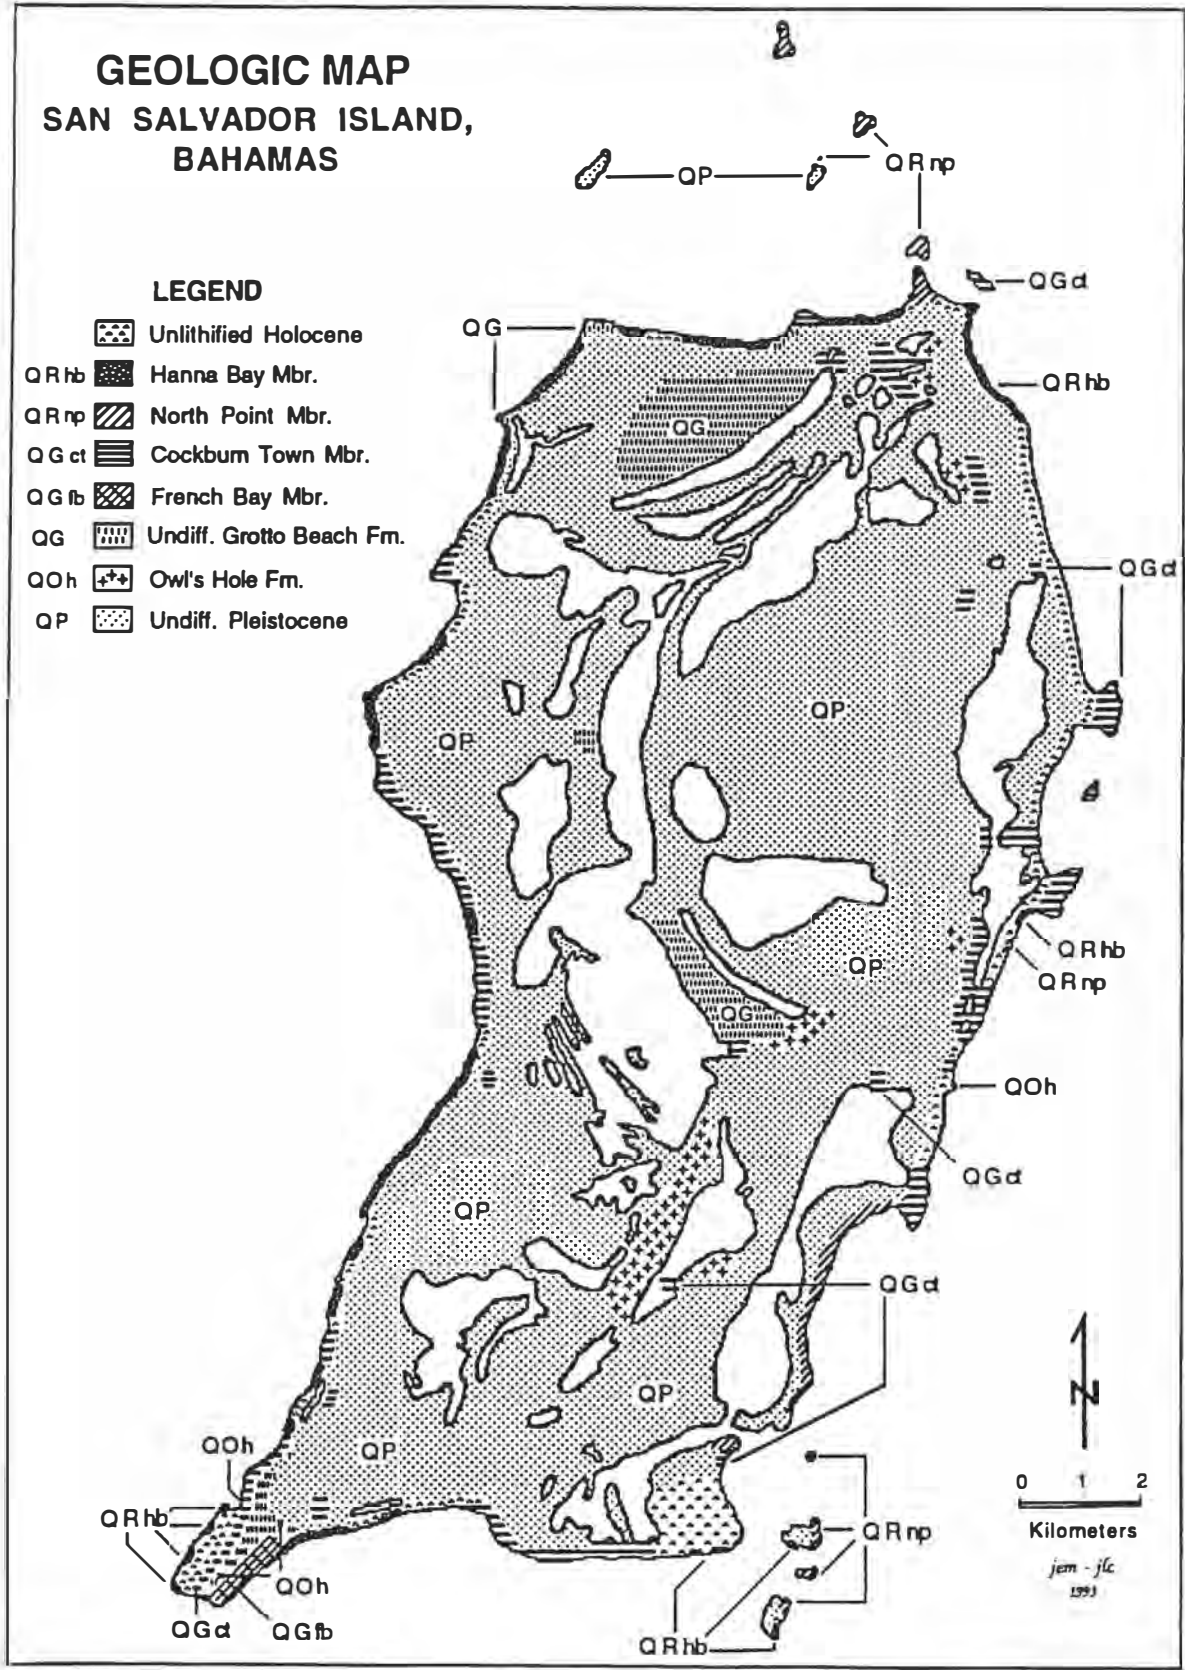 GEOLOGIC MAP
SAN SALVADOR ISLAND,
BAHAMAS
LEGEND
Unlithified Holocene
QRhb Hanna Bay Mbr.
QRnp North Point Mbr.
QGct Cockburn Town Mbr.
QGfb French Bay Mbr.
QG Undiff. Grotto Beach Fm.
QOh Owl's Hole Fm.
QP Undiff. Pleistocene
QRnp
QP
QGct
QG
QRhb
QG
QGct
QP
QP
QRhb
QP
QRnp
QG
QOh
QGct
QP
QGct
QP
QOh
QP
QRhb
QRnp
QOh
QGct
QGfb
QRhb
N
0 1 2
Kilometers
jem - jlc
1993